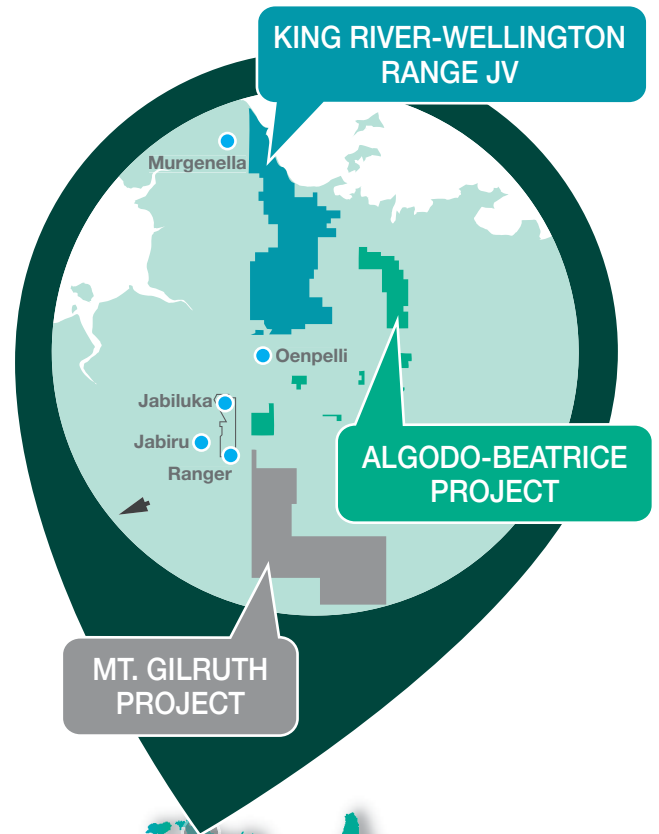 KING RIVER-WELLINGTON
RANGE JV
Murgenella
Oenpelli
Jabiluka
Jabiru
Ranger
ALGODO-BEATRICE
PROJECT
MT. GILRUTH
PROJECT